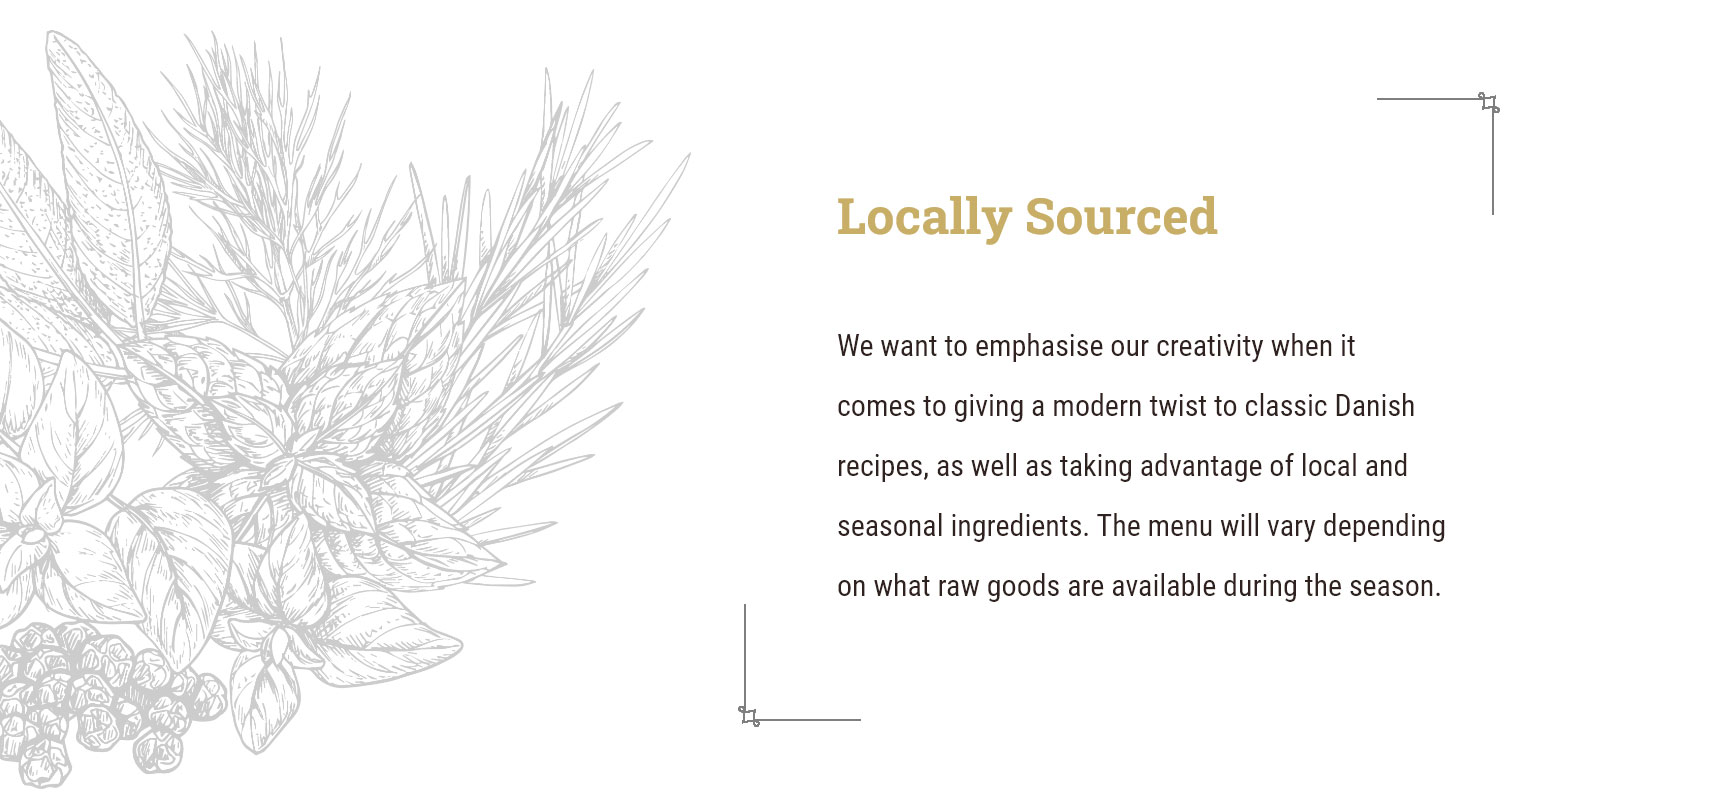 Locally Sourced
We want to emphasise our creativity when it
comes to giving a modern twist to classic Danish
recipes, as well as taking advantage of local and
seasonal ingredients. The menu will vary depending
on what raw goods are available during the season.